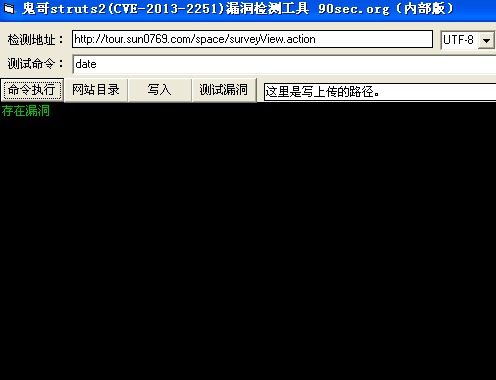 鬼哥struts2(CVE-2013-2251)漏洞检测工具 90sec.org（内部版）
检测地址： http://tour.sun0769.com/space/surveyView.action UTF-8
测试命令： date
命令执行 网站目录 写入 测试漏洞 这里是写上传的路径。
存在漏洞